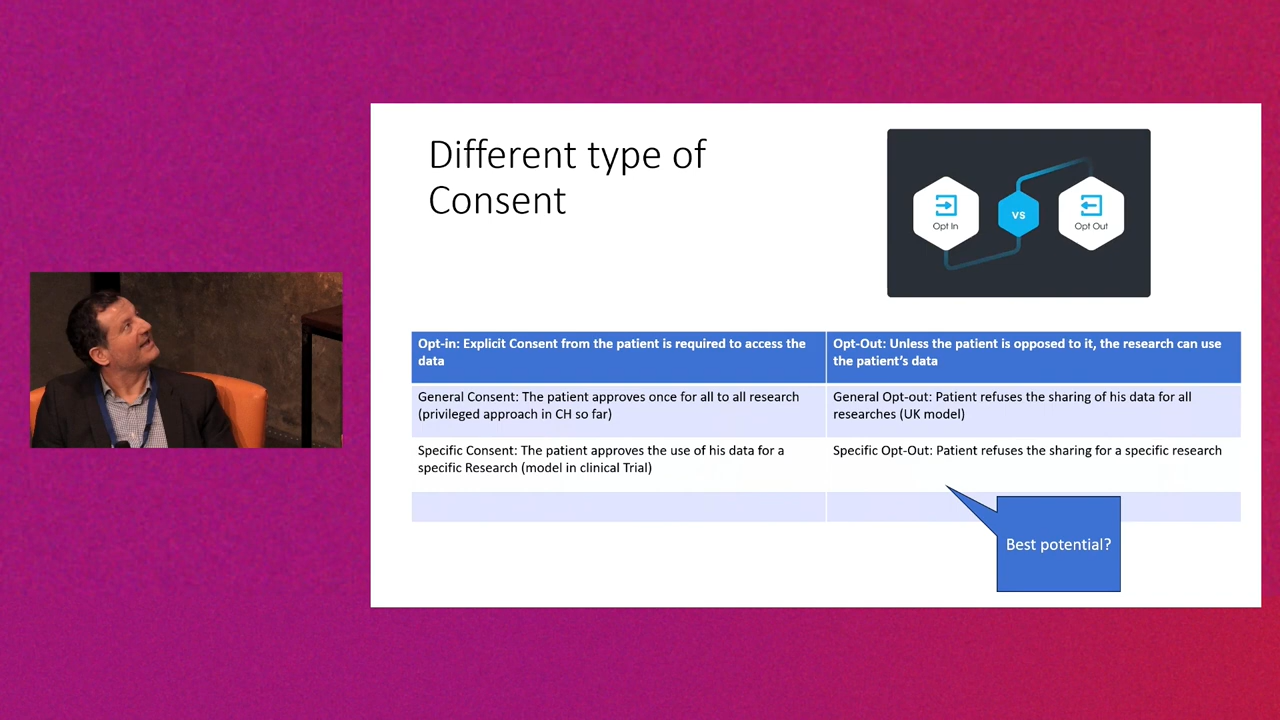 Different type of
Consent
Opt In
VS
Opt Out
Opt-in: Explicit Consent from the patient is required to access the
data
Opt-Out: Unless the patient is opposed to it, the research can use
the patient's data
General Consent: The patient approves once for all to all research
(privileged approach in CH so far)
General Opt-out: Patient refuses the sharing of his data for all
researches (UK model)
Specific Consent: The patient approves the use of his data for a
specific Research (model in clinical Trial)
Specific Opt-Out: Patient refuses the sharing for a specific research
Best potential?